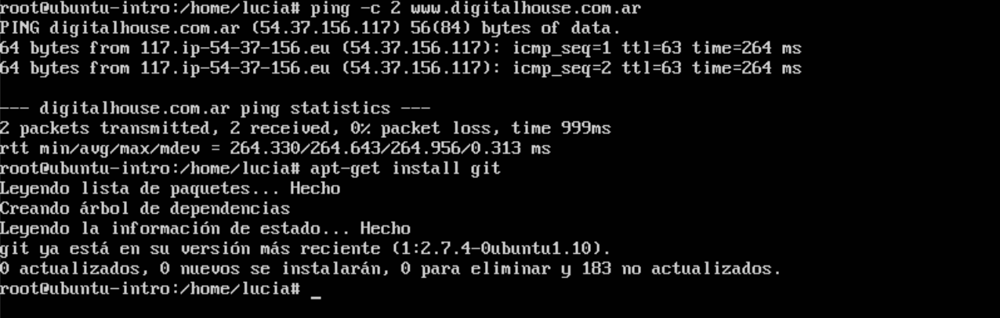 root@ubuntu-intro:/home/lucia# ping -c 2 www.digitalhouse.com.ar
PING digitalhouse.com.ar (54.37.156.117) 56(84) bytes of data.
64 bytes from 117.ip-54-37-156.eu (54.37.156.117): icmp_seq=1 ttl=63 time=264 ms
64 bytes from 117.ip-54-37-156.eu (54.37.156.117): icmp_seq=2 ttl=63 time=264 ms
--- digitalhouse.com.ar ping statistics ---
2 packets transmitted, 2 received, 0% packet loss, time 999ms
rtt min/avg/max/mdev = 264.330/264.643/264.956/0.313 ms
root@ubuntu-intro:/home/lucia# apt-get install git
Leyendo lista de paquetes... Hecho
Creando árbol de dependencias
Leyendo la información de estado... Hecho
git ya está en su versión más reciente (1:2.7.4-0ubuntu1.10).
0 actualizados, 0 nuevos se instalarán, 0 para eliminar y 183 no actualizados.
root@ubuntu-intro:/home/lucia# _